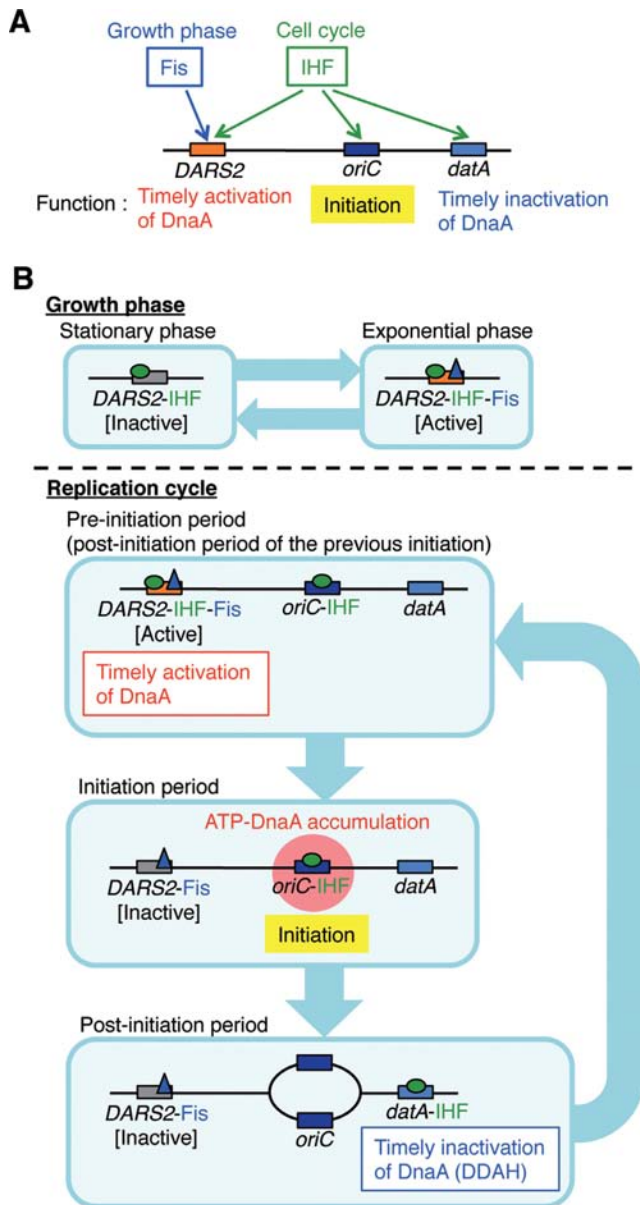 A
Growth phase
Cell cycle
Fis
IHF
DARS2
oriC
datA
Function :
Timely activation
of DnaA
Initiation
Timely inactivation
of DnaA
B
Growth phase
Stationary phase
Exponential phase
DARS2-IHF
[Inactive]
DARS2-IHF-Fis
[Active]
Replication cycle
Pre-initiation period
(post-initiation period of the previous initiation)
DARS2-IHF-Fis
oriC-IHF
datA
[Active]
Timely activation
of DnaA
Initiation period
ATP-DnaA accumulation
DARS2-Fis
oriC-IHF
datA
[Inactive]
Initiation
Post-initiation period
DARS2-Fis
oriC
datA-IHF
[Inactive]
Timely inactivation
of DnaA (DDAH)